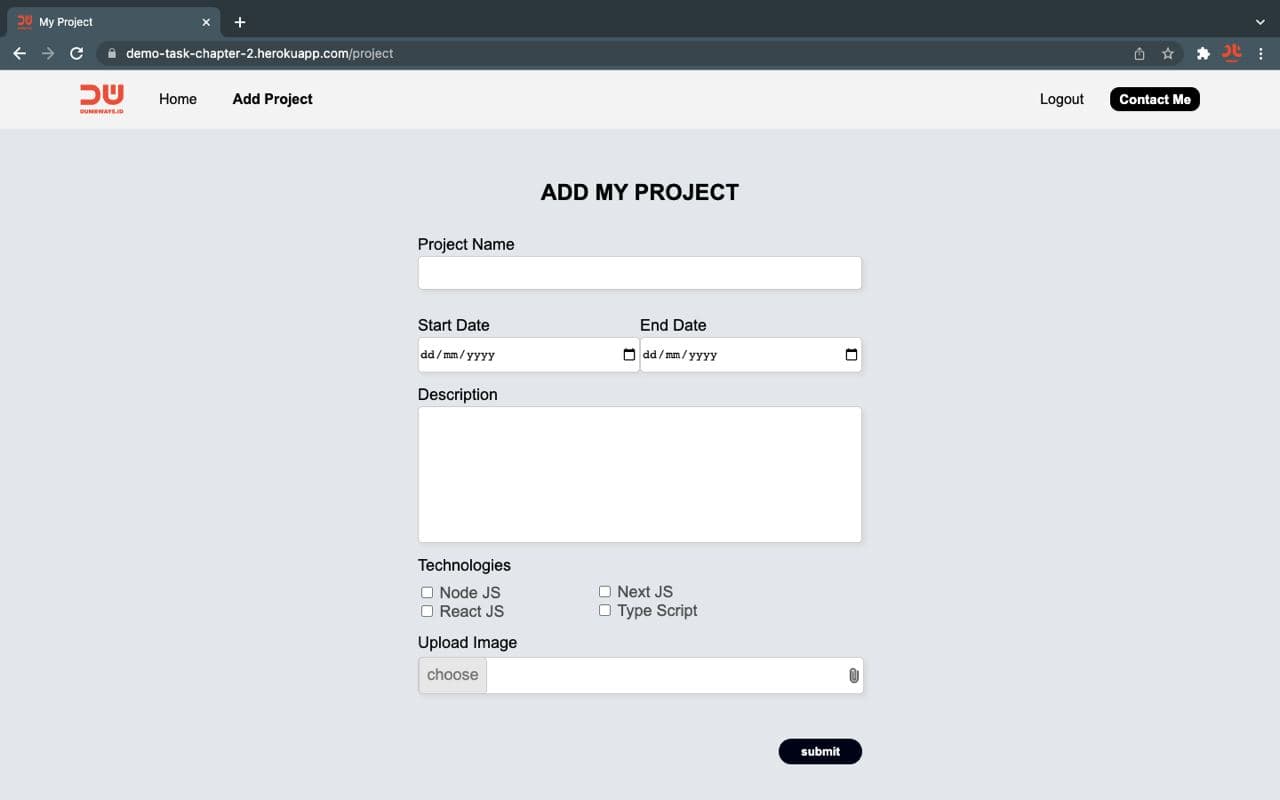 My Project
demo-task-chapter-2.herokuapp.com/project
DW
DUMBWAYS.ID
Home
Add Project
Logout
Contact Me
ADD MY PROJECT
Project Name
Start Date
End Date
dd/mm/yyyy
dd/mm/yyyy
Description
Technologies
Node JS
Next JS
React JS
Type Script
Upload Image
choose
submit